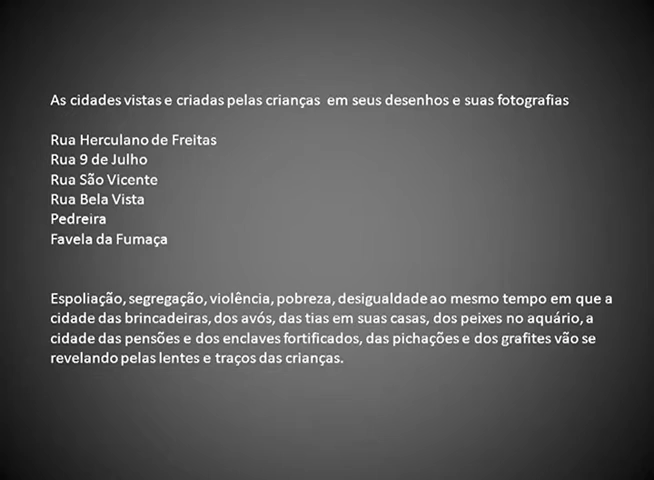 As cidades vistas e criadas pelas crianças em seus desenhos e suas fotografias
Rua Herculano de Freitas
Rua 9 de Julho
Rua São Vicente
Rua Bela Vista
Pedreira
Favela da Fumaça
Espoliação, segregação, violência, pobreza, desigualdade ao mesmo tempo em que a
cidade das brincadeiras, dos avós, das tias em suas casas, dos peixes no aquário, a
cidade das pensões e dos enclaves fortificados, das pichações e dos grafites vão se
revelando pelas lentes e traços das crianças.